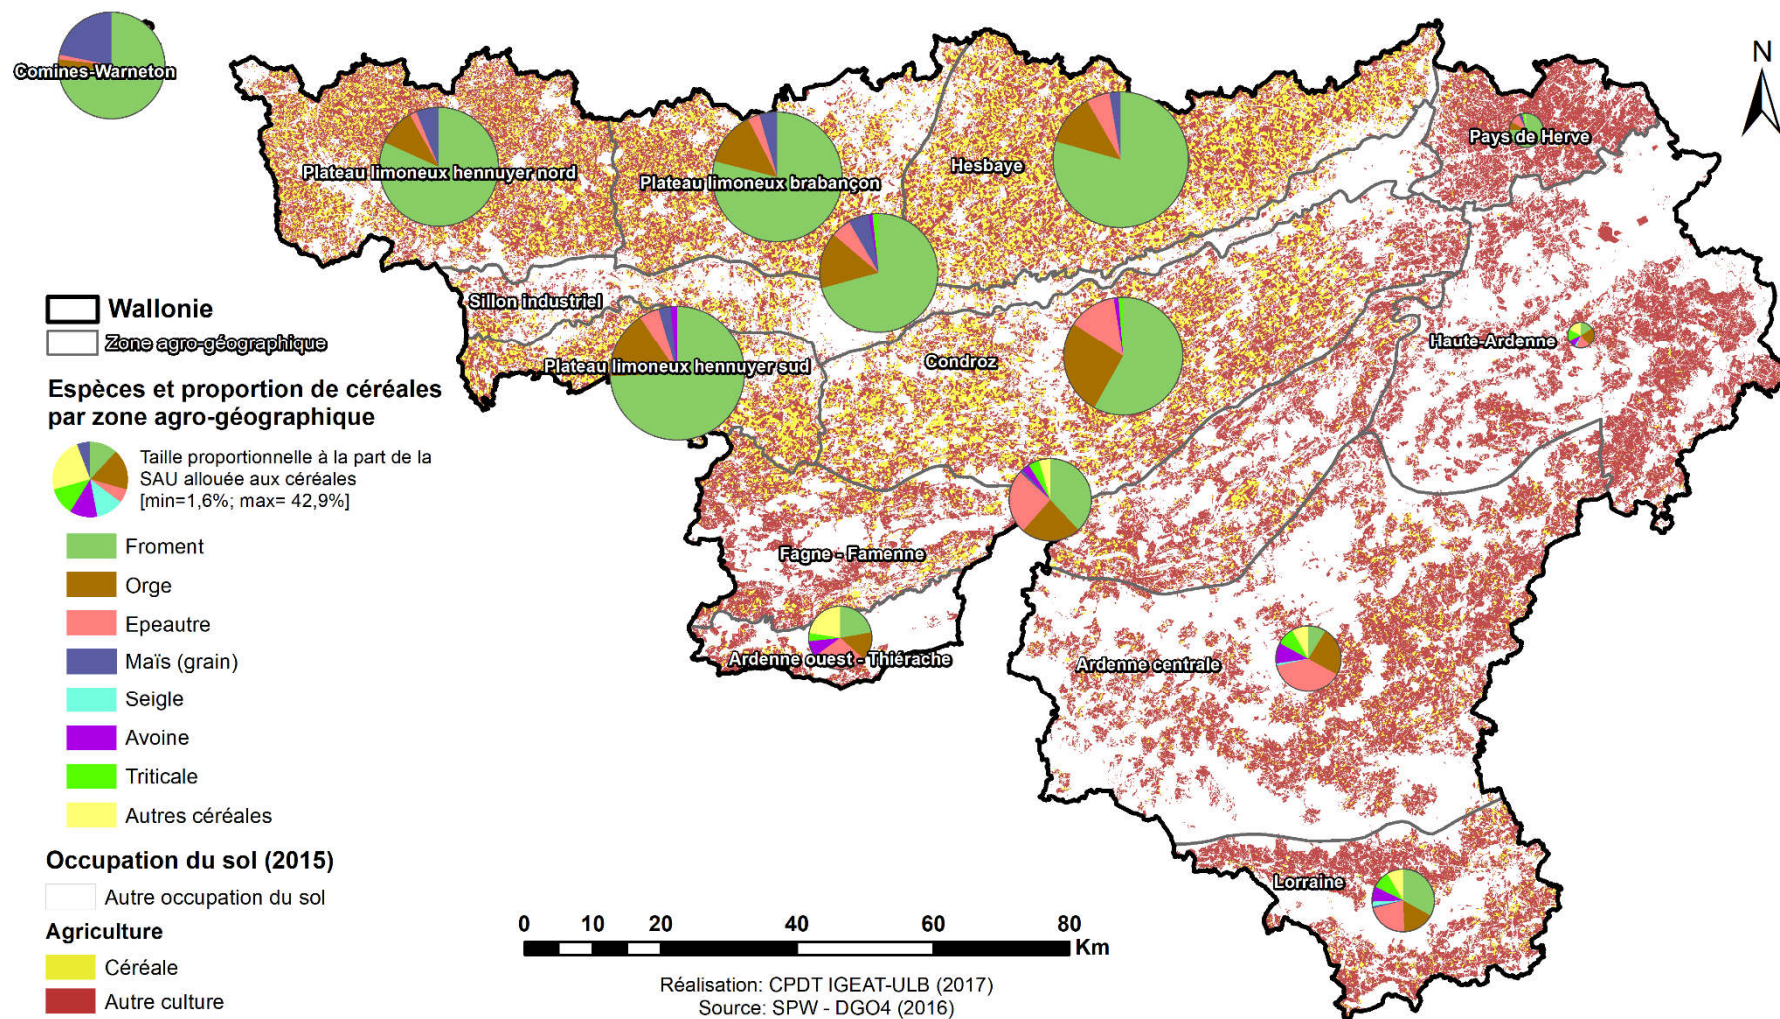 Comines-Warneton
N
Plateau limoneux hennuyer nord
Plateau limoneux brabançon
Hesbaye
Pays de Herve
Sillon industriel
Plateau limoneux hennuyer sud
Condroz
Haute-Ardenne
Fagne - Famenne
Ardenne ouest - Thiérache
Ardenne centrale
Lorraine
Wallonie
Zone agro-géographique
Espèces et proportion de céréales
par zone agro-géographique
Taille proportionnelle à la part de la
SAU allouée aux céréales
[min=1,6%; max= 42,9%]
Froment
Orge
Epeautre
Maïs (grain)
Seigle
Avoine
Triticale
Autres céréales
Occupation du sol (2015)
Autre occupation du sol
Agriculture
Céréale
Autre culture
0 10 20 40 60 80
Km
Réalisation: CPDT IGEAT-ULB (2017)
Source: SPW - DGO4 (2016)